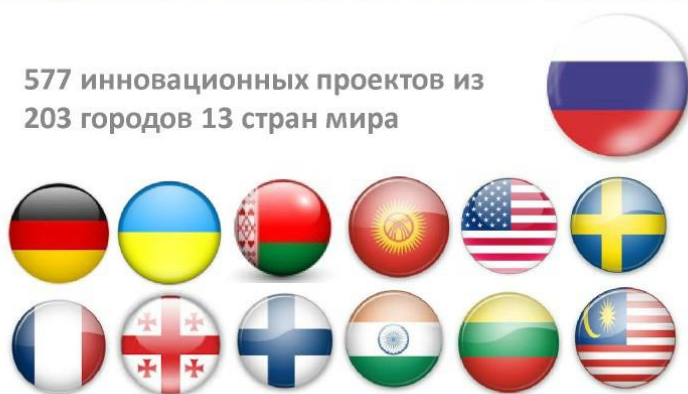 577 инновационных проектов из
203 городов 13 стран мира